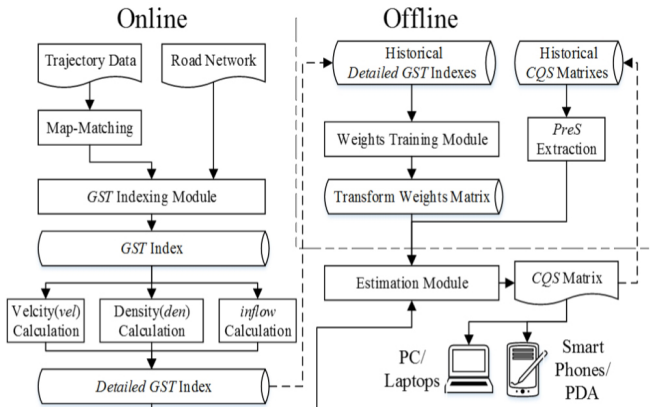 Online
Offline
Trajectory Data
Road Network
Map-Matching
GST Indexing Module
GST Index
Velcity(vel)
Calculation
Density(den)
Calculation
inflow
Calculation
Detailed GST Index
Historical
Detailed GST Indexes
Historical
CQS Matrixes
Weights Training Module
PreS
Extraction
Transform Weights Matrix
Estimation Module
CQS Matrix
PC/
Laptops
Smart
Phones/
PDA